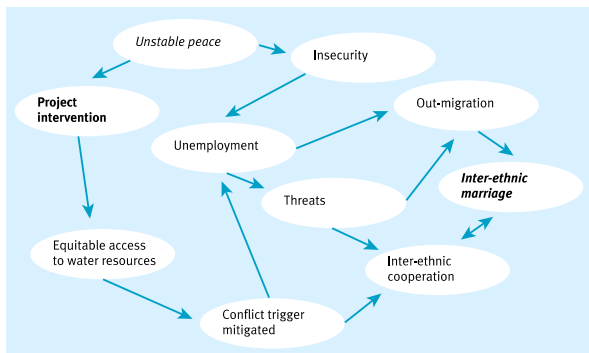 Unstable peace
Insecurity
Project
intervention
Out-migration
Unemployment
Inter-ethnic
marriage
Threats
Equitable access
to water resources
Inter-ethnic
cooperation
Conflict trigger
mitigated